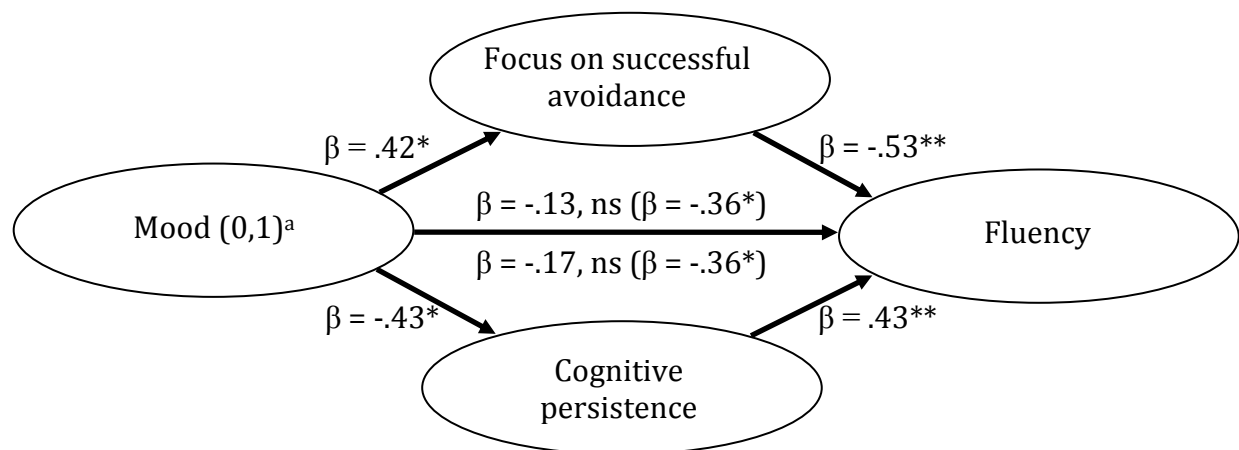 Focus on successful
avoidance
β = .42*
β = -.53**
Mood (0,1)ᵃ
β = -.13, ns (β = -.36*)
β = -.17, ns (β = -.36*)
Fluency
β = -.43*
β = .43**
Cognitive
persistence